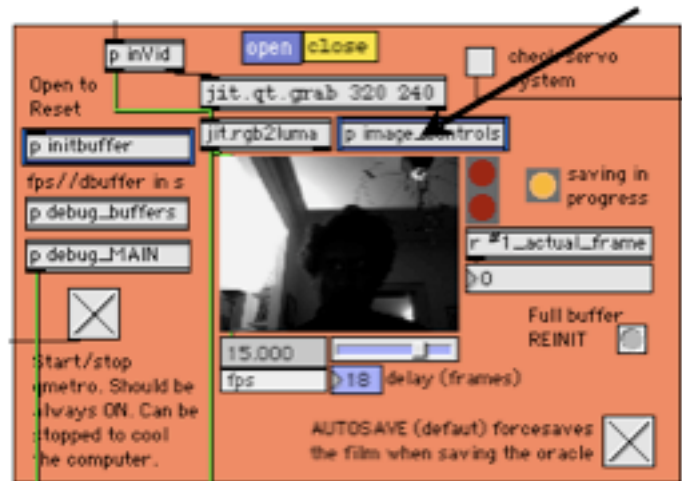 p inVid
open close
check servo
system
Open to
Reset
jit.qt.grab 320 240
p initbuffer
jit.rgb2luma
p image_controls
fps//dbuffer in s
saving in
progress
p debug_buffers
r #1_actual_frame
p debug_MAIN
0
Full buffer
REINIT
15.000
fps
18 delay (frames)
Start/stop
qmetro. Should be
always ON. Can be
stopped to cool
the computer.
AUTOSAVE (defaut) forcesaves
the film when saving the oracle